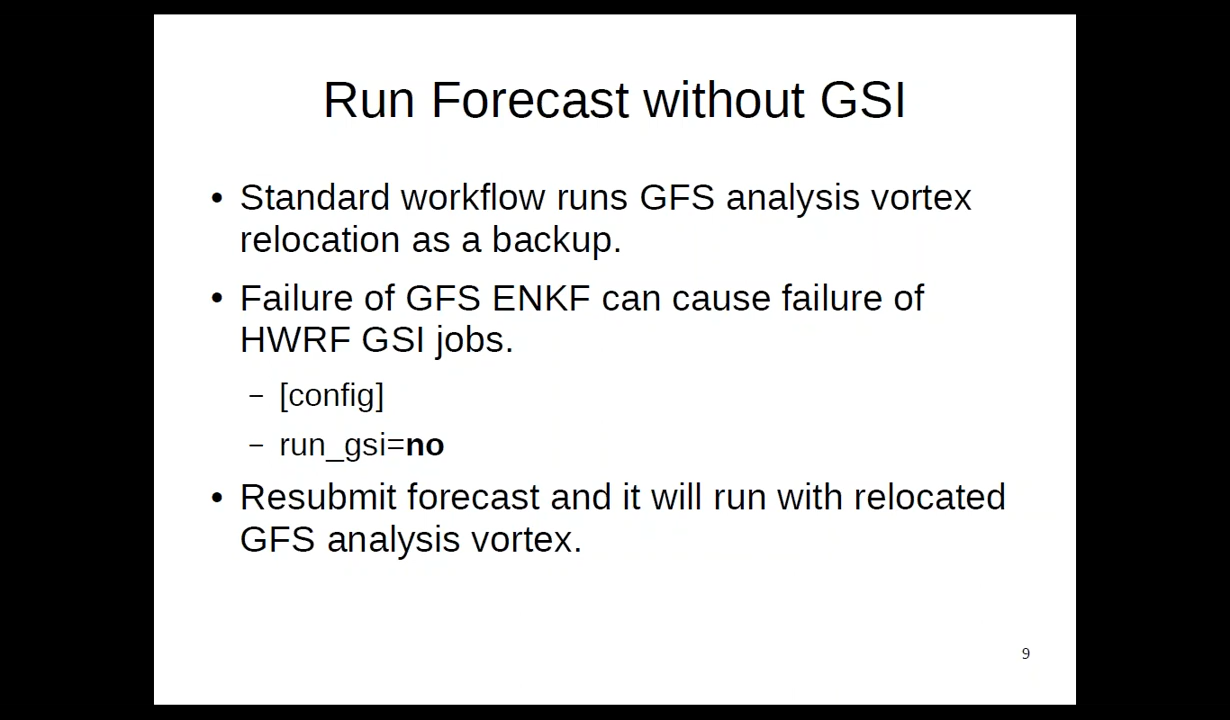 Run Forecast without GSI
• Standard workflow runs GFS analysis vortex
relocation as a backup.
• Failure of GFS ENKF can cause failure of
HWRF GSI jobs.
– [config]
– run_gsi=no
• Resubmit forecast and it will run with relocated
GFS analysis vortex.
9